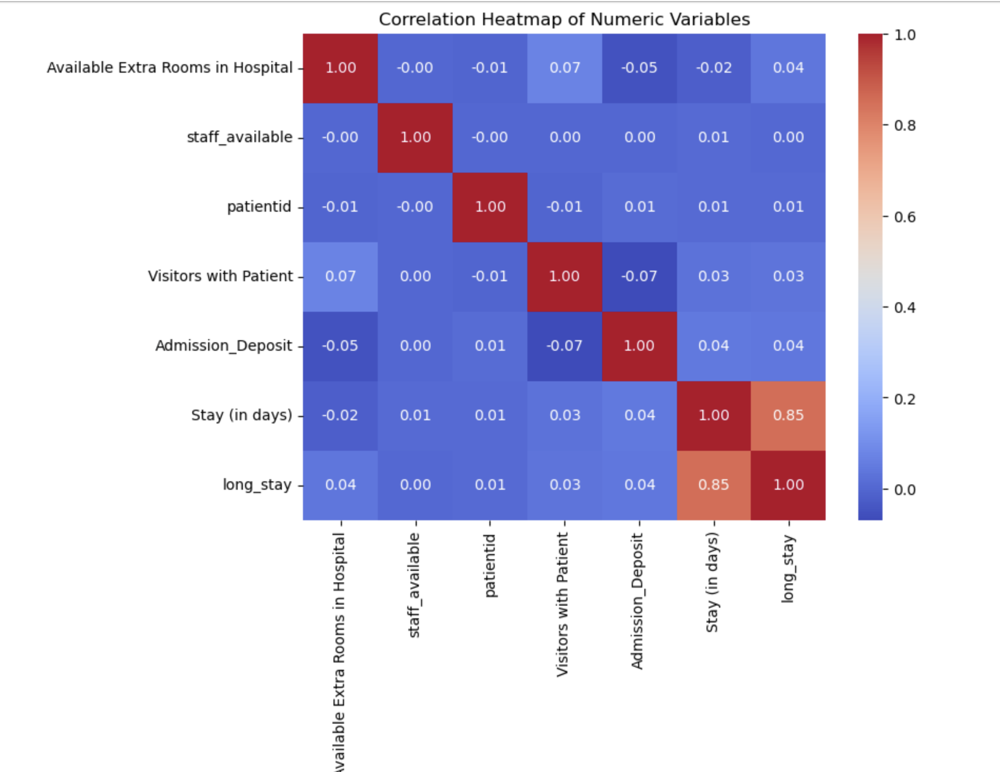 Correlation Heatmap of Numeric Variables
Available Extra Rooms in Hospital 1.00 -0.00 -0.01 0.07 -0.05 -0.02 0.04
staff_available -0.00 1.00 -0.00 0.00 0.00 0.01 0.00
patientid -0.01 -0.00 1.00 -0.01 0.01 0.01 0.01
Visitors with Patient 0.07 0.00 -0.01 1.00 -0.07 0.03 0.03
Admission_Deposit -0.05 0.00 0.01 -0.07 1.00 0.04 0.04
Stay (in days) -0.02 0.01 0.01 0.03 0.04 1.00 0.85
long_stay 0.04 0.00 0.01 0.03 0.04 0.85 1.00
Available Extra Rooms in Hospital
staff_available
patientid
Visitors with Patient
Admission_Deposit
Stay (in days)
long_stay
1.0
0.8
0.6
0.4
0.2
0.0